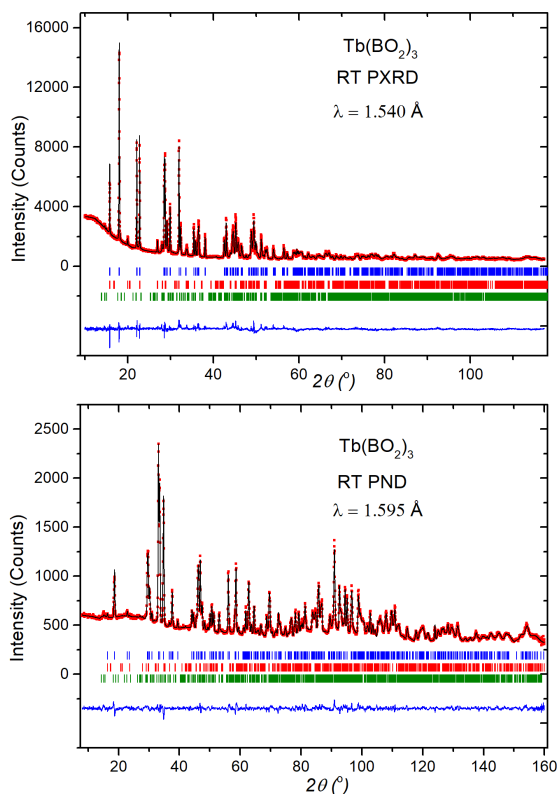 16000
12000
8000
4000
0
Intensity (Counts)
Tb(BO₂)₃
RT PXRD
λ = 1.540 Å
20 40 60 80 100
2θ (°)
2500
2000
1500
1000
500
0
Intensity (Counts)
Tb(BO₂)₃
RT PND
λ = 1.595 Å
20 40 60 80 100 120 140 160
2θ (°)